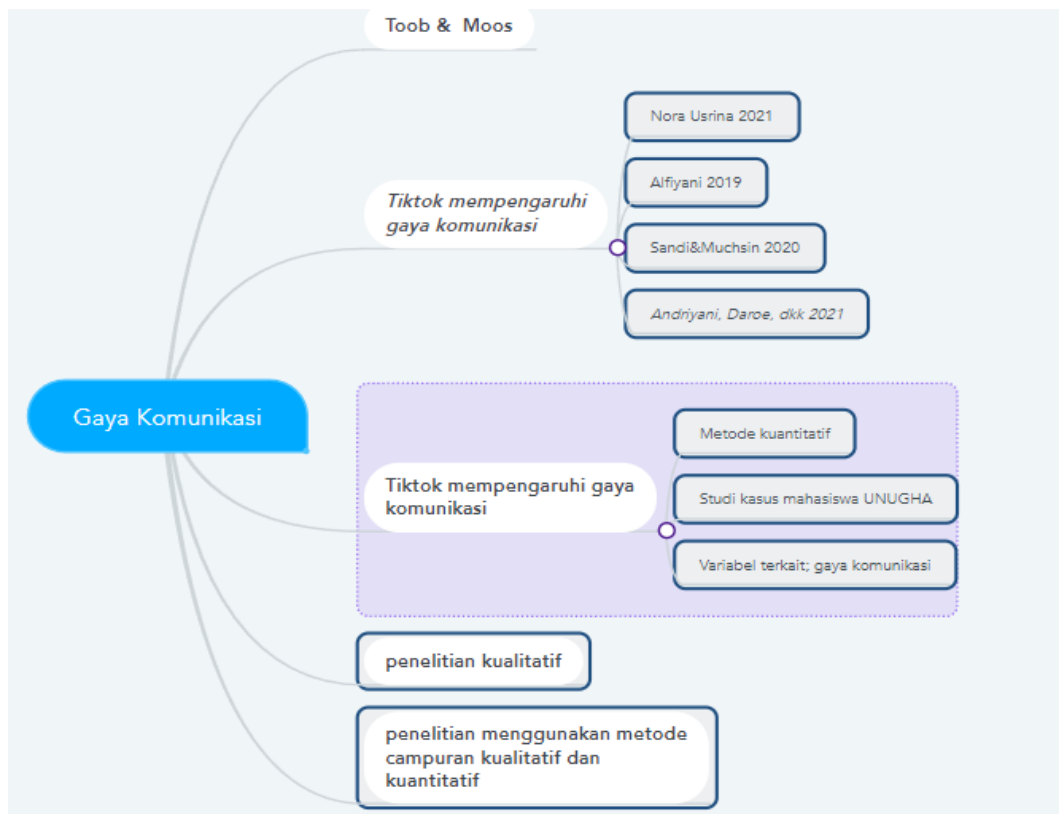 Toob & Moos
Nora Usrina 2021
Alfiyani 2019
Tiktok mempengaruhi
gaya komunikasi
Sandi&Muchsin 2020
Andriyani, Daroe, dkk 2021
Gaya Komunikasi
Metode kuantitatif
Tiktok mempengaruhi gaya
komunikasi
Studi kasus mahasiswa UNUGHA
Variabel terkait; gaya komunikasi
penelitian kualitatif
penelitian menggunakan metode
campuran kualitatif dan
kuantitatif